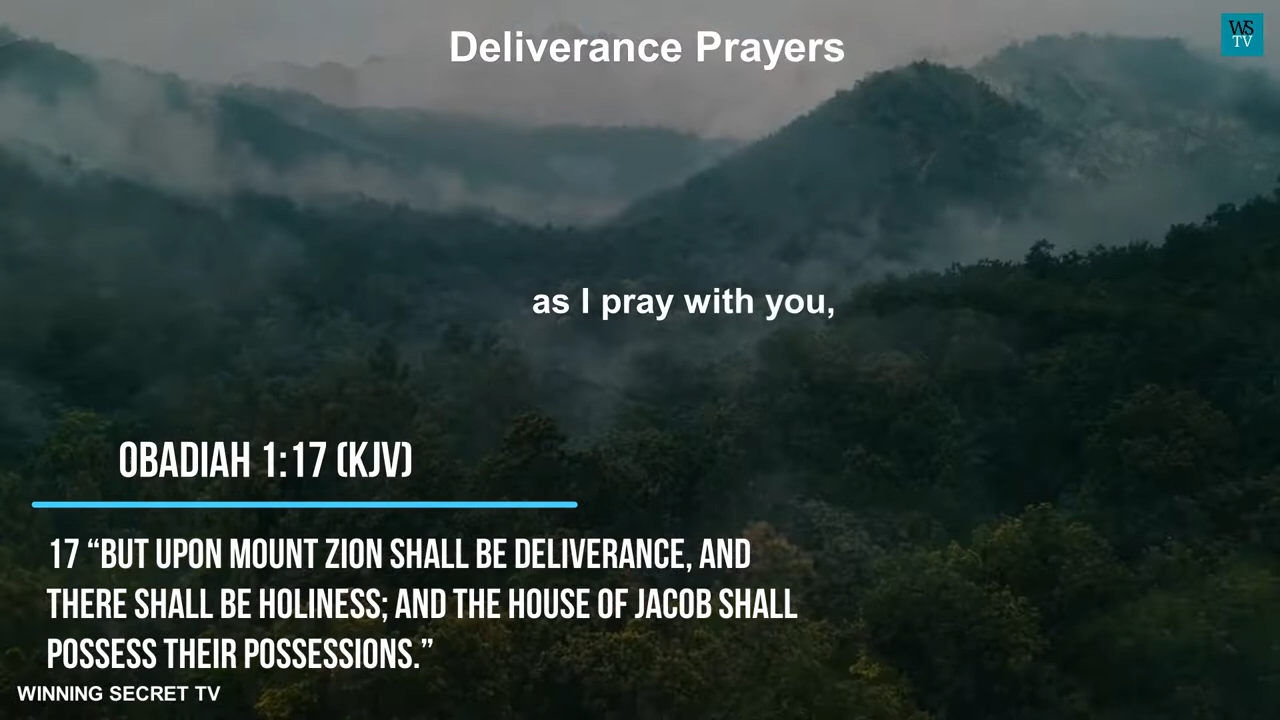 Deliverance Prayers
WS
TV
as I pray with you,
OBADIAH 1:17 (KJV)
17 “BUT UPON MOUNT ZION SHALL BE DELIVERANCE, AND
THERE SHALL BE HOLINESS; AND THE HOUSE OF JACOB SHALL
POSSESS THEIR POSSESSIONS.”
WINNING SECRET TV